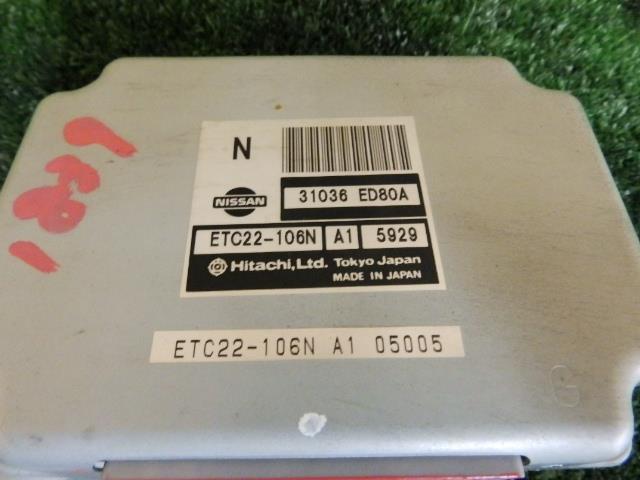 N
NISSAN
31036 ED80A
ETC22-106N A1 5929
Hitachi, Ltd. Tokyo Japan
MADE IN JAPAN
ETC22-106N A1 05005